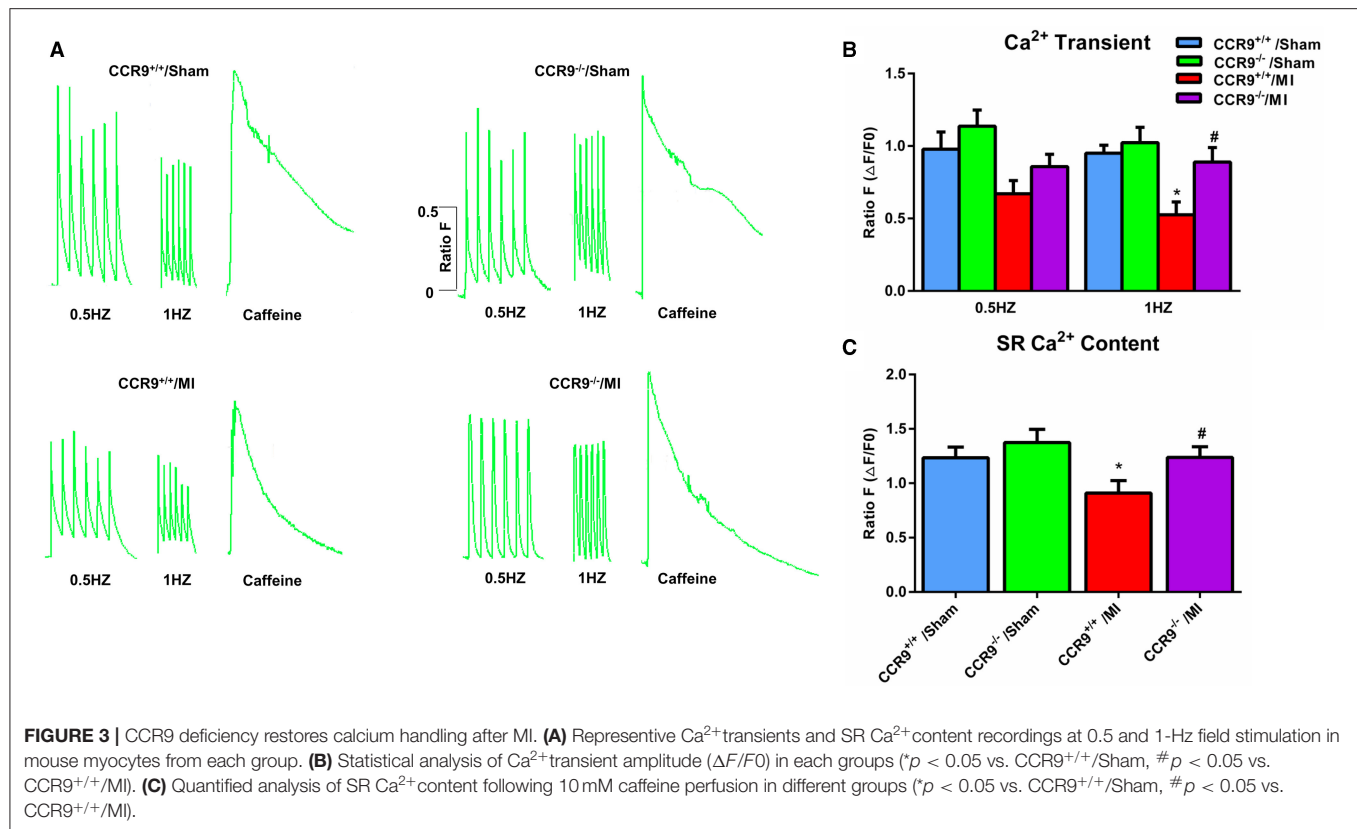 A
CCR9+/+/Sham
0.5HZ 1HZ Caffeine
CCR9-/-/Sham
Ratio F
0.5
0
0.5HZ 1HZ Caffeine
CCR9+/+/MI
0.5HZ 1HZ Caffeine
CCR9-/-/MI
0.5HZ 1HZ Caffeine
B
Ca2+ Transient
CCR9+/+/Sham
CCR9-/-/Sham
CCR9+/+/MI
CCR9-/-/MI
Ratio F (△F/F0)
1.5
1.0
0.5
0.0
*
#
0.5HZ 1HZ
C
SR Ca2+ Content
Ratio F (△F/F0)
2.0
1.5
1.0
0.5
0.0
*
#
CCR9+/+/Sham
CCR9-/-/Sham
CCR9+/+/MI
CCR9-/-/MI
FIGURE 3 | CCR9 deficiency restores calcium handling after MI. (A) Representive Ca2+transients and SR Ca2+content recordings at 0.5 and 1-Hz field stimulation in
mouse myocytes from each group. (B) Statistical analysis of Ca2+transient amplitude (ΔF/F0) in each groups (*p < 0.05 vs. CCR9+/+/Sham, #p < 0.05 vs.
CCR9+/+/MI). (C) Quantified analysis of SR Ca2+content following 10 mM caffeine perfusion in different groups (*p < 0.05 vs. CCR9+/+/Sham, #p < 0.05 vs.
CCR9+/+/MI).